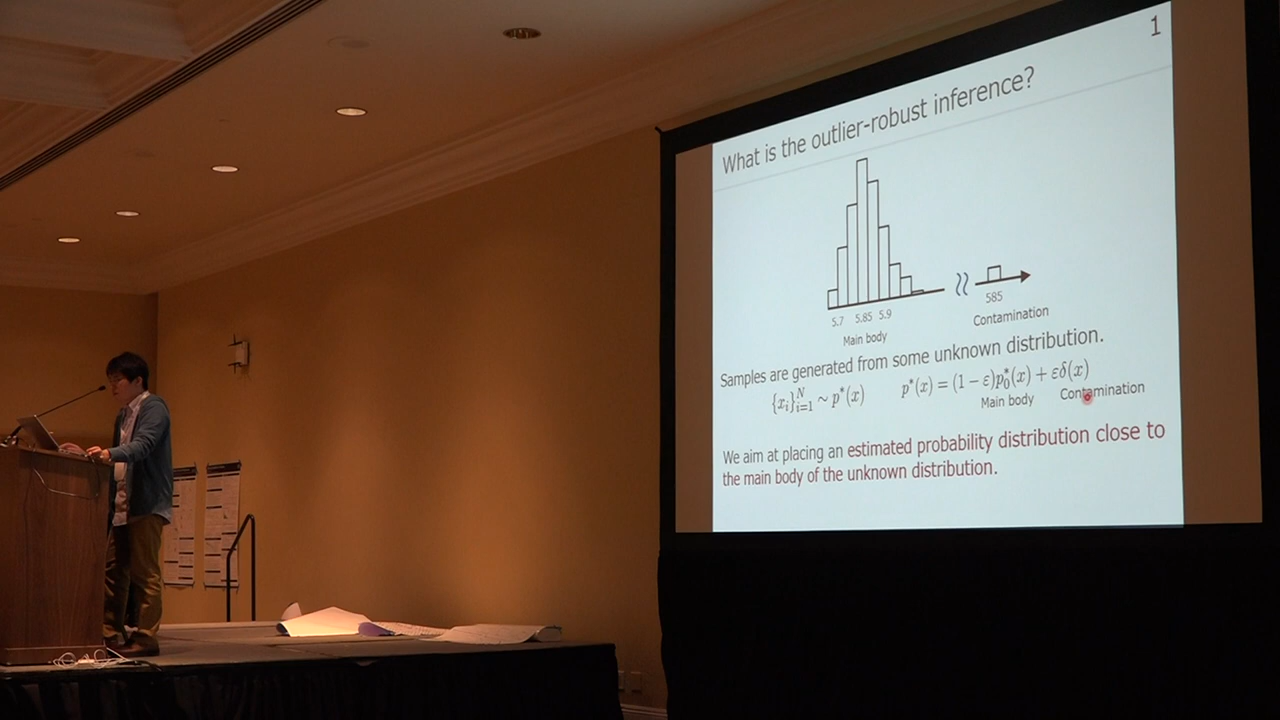 1
What is the outlier-robust inference?
5.7 5.85 5.9
585
Main body
Contamination
Samples are generated from some unknown distribution.
{x_i}_{i=1}^N ∼ p*(x) p*(x) = (1 − ε)p_0^*(x) + εδ(x)
Main body Contamination
We aim at placing an estimated probability distribution close to
the main body of the unknown distribution.